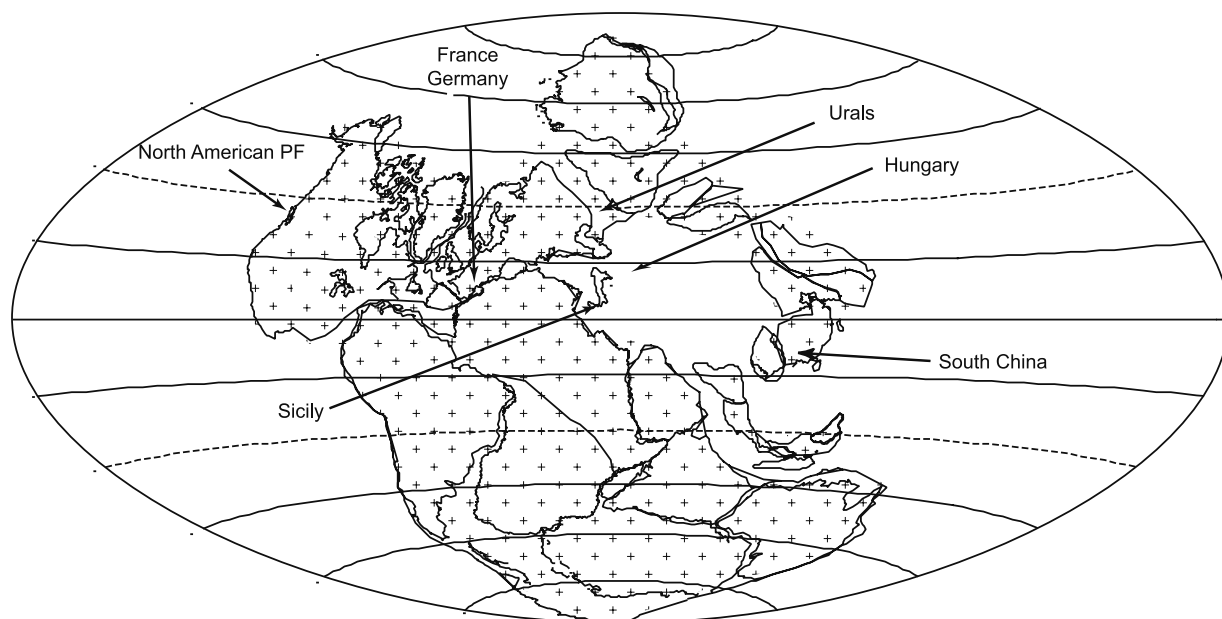 France
Germany
Urals
North American PF
Hungary
South China
Sicily